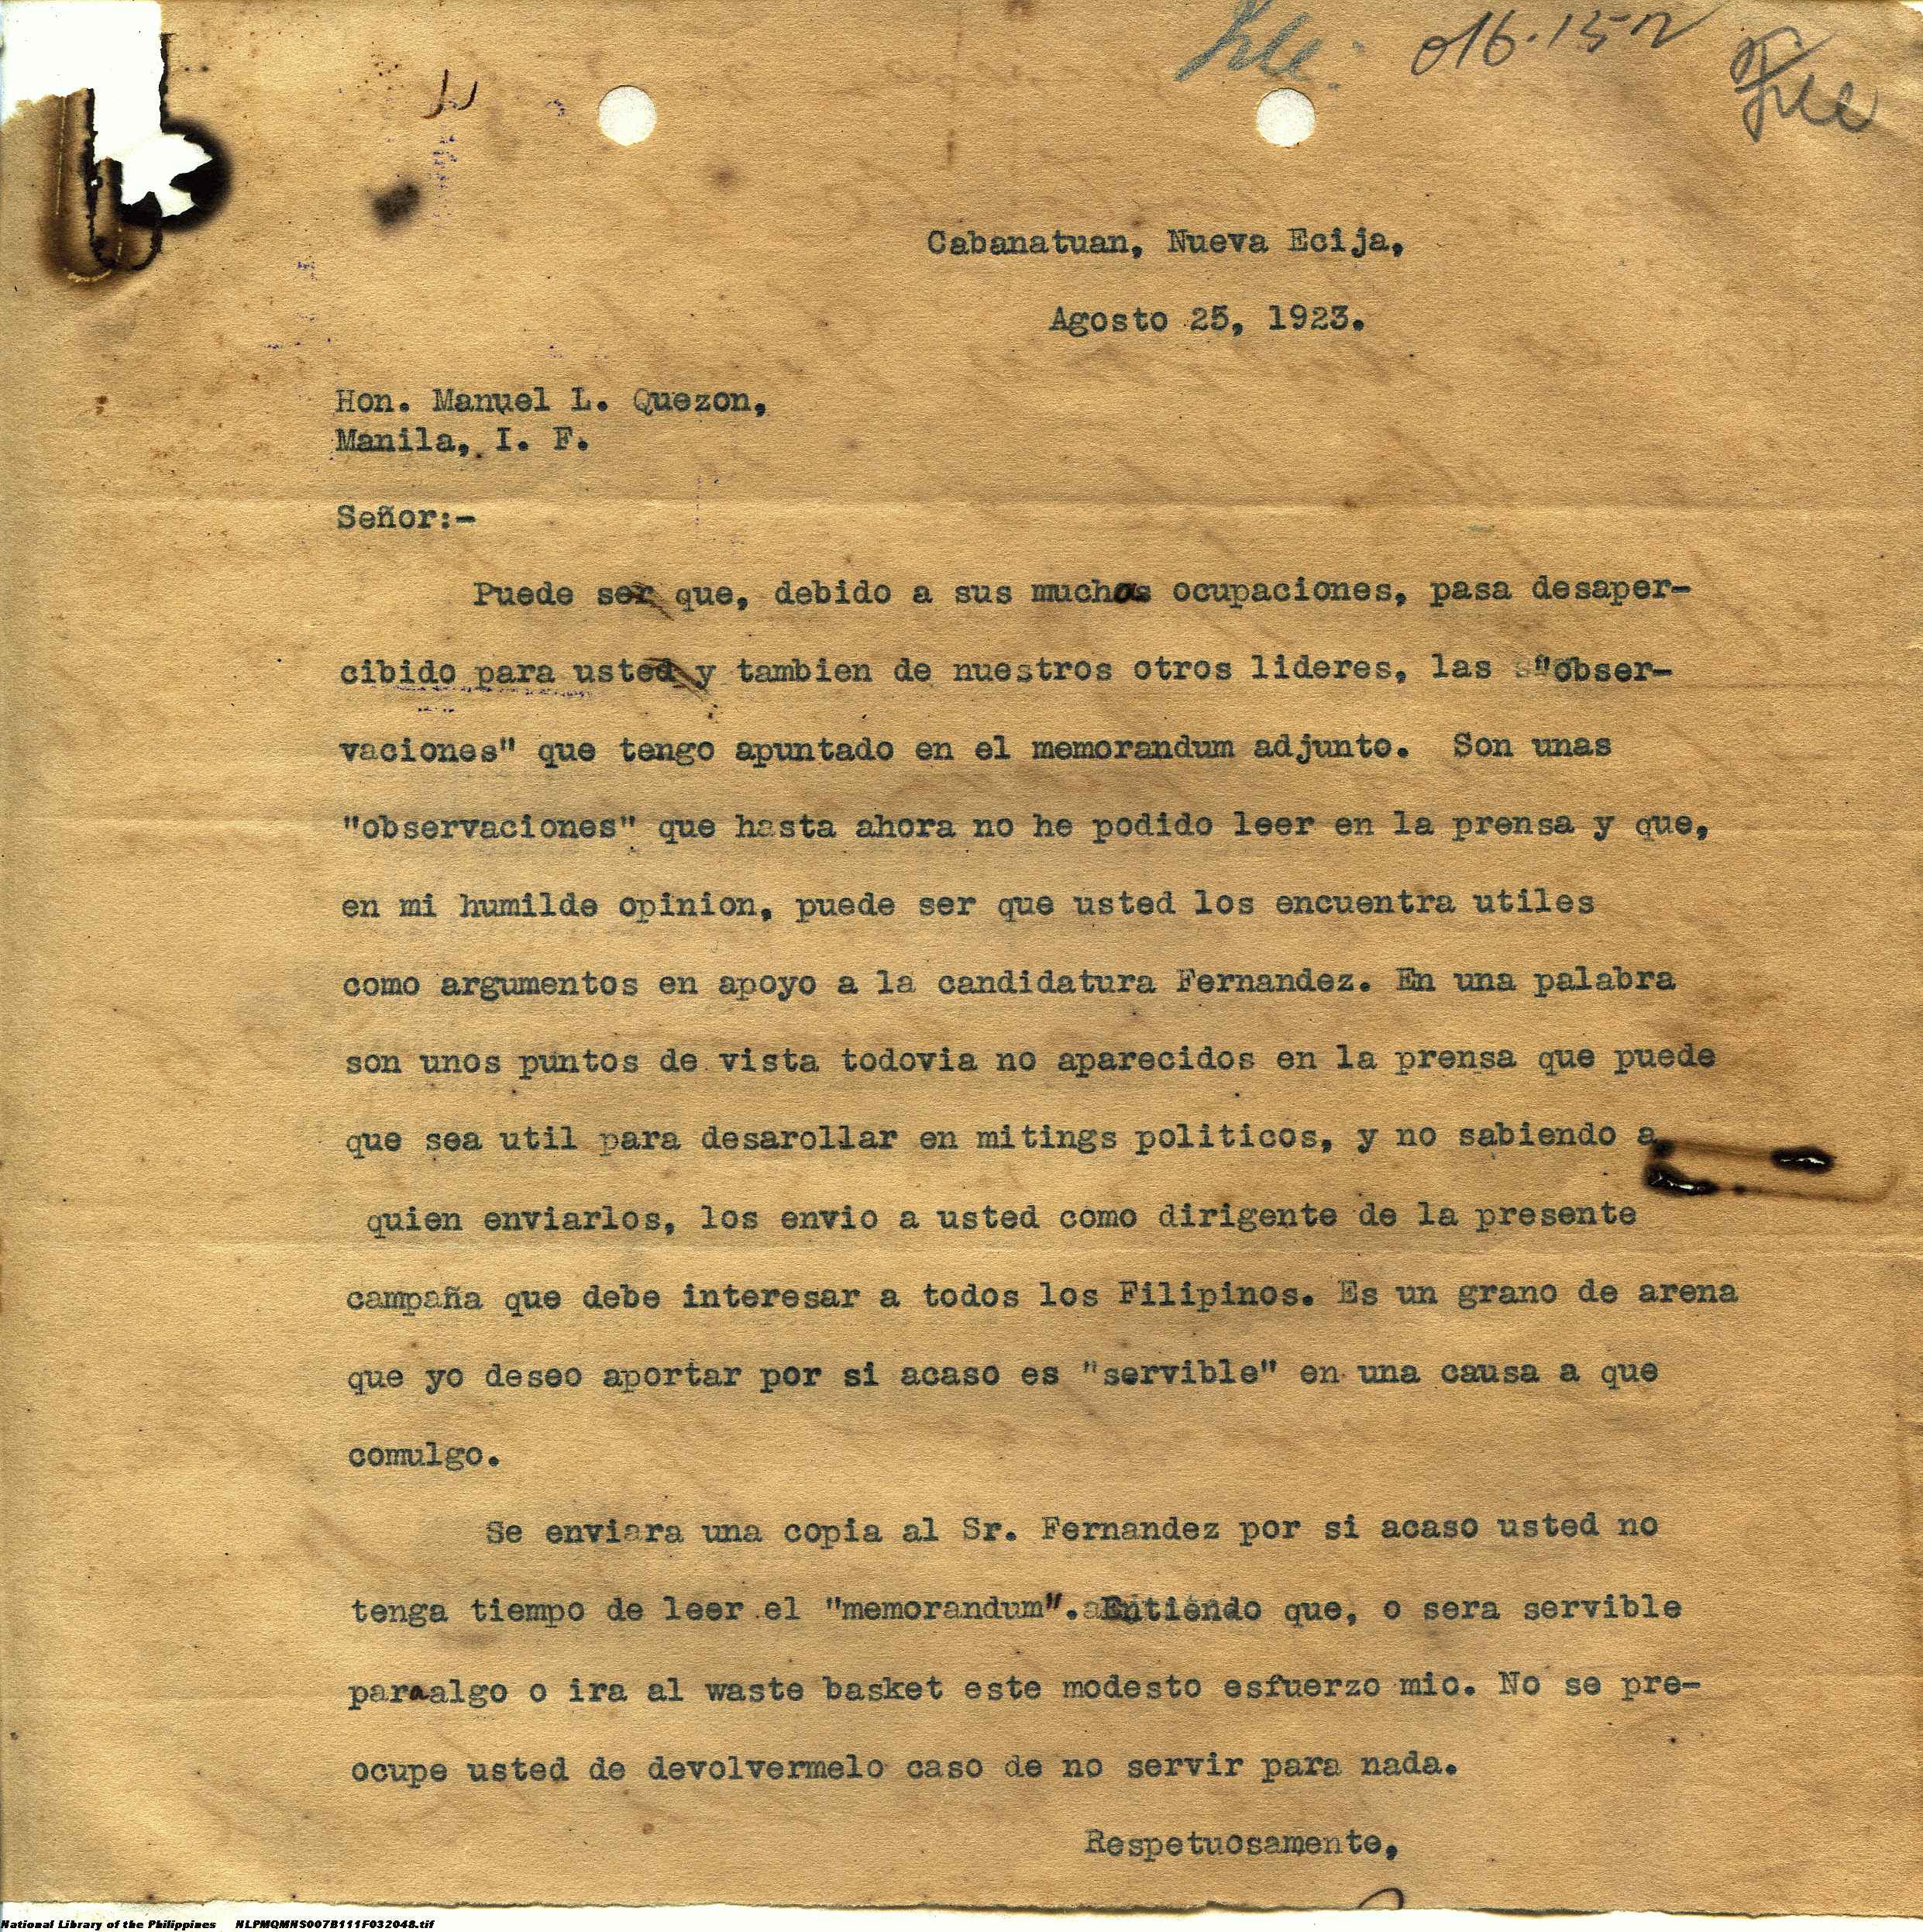 File: 016.15 n
File
Cabanatuan, Nueva Ecija,
Agosto 25, 1923.
Hon. Manuel L. Quezon,
Manila, I. F.
Señor:-
Puede ser que, debido a sus muchas ocupaciones, pasa desaper-
cibido para usted y tambien de nuestros otros lideres, las "obser-
vaciones" que tengo apuntado en el memorandum adjunto. Son unas
"observaciones" que hasta ahora no he podido leer en la prensa y que,
en mi humilde opinion, puede ser que usted los encuentra utiles
como argumentos en apoyo a la candidatura Fernandez. En una palabra
son unos puntos de vista todovia no aparecidos en la prensa que puede
que sea util para desarollar en mitings politicos, y no sabiendo a
quien enviarlos, los envio a usted como dirigente de la presente
campaña que debe interesar a todos los Filipinos. Es un grano de arena
que yo deseo aportar por si acaso es "servible" en una causa a que
comulgo.
Se enviara una copia al Sr. Fernandez por si acaso usted no
tenga tiempo de leer el "memorandum". Entiendo que, o sera servible
para algo o ira al waste basket este modesto esfuerzo mio. No se pre-
ocupe usted de devolvermelo caso de no servir para nada.
Respetuosamente,
National Library of the Philippines NLPMQMNS007B111F032048.tif